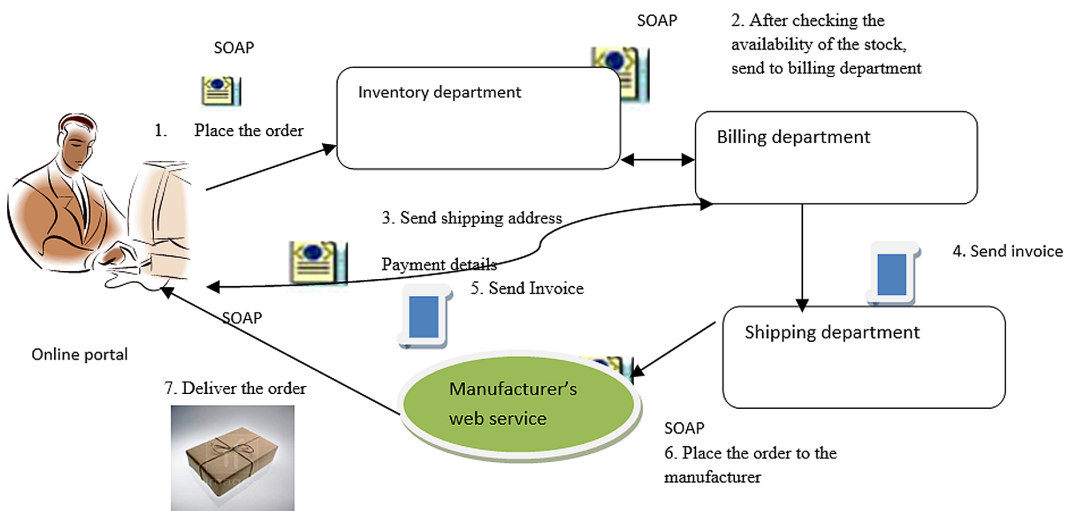 SOAP
SOAP
2. After checking the
availability of the stock,
send to billing department
Inventory department
1. Place the order
Billing department
3. Send shipping address
Payment details
4. Send invoice
5. Send Invoice
SOAP
Shipping department
Online portal
7. Deliver the order
Manufacturer's
web service
SOAP
6. Place the order to the
manufacturer